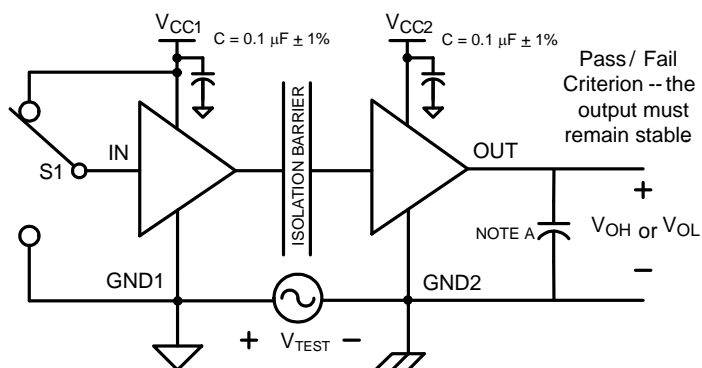 VCC1
C = 0.1 μF ± 1%
VCC2
C = 0.1 μF ± 1%
Pass/ Fail
Criterion -- the
output must
remain stable
S1
IN
ISOLATION BARRIER
OUT
+
NOTE A
VOH or VOL
–
GND1
GND2
+ VTEST –